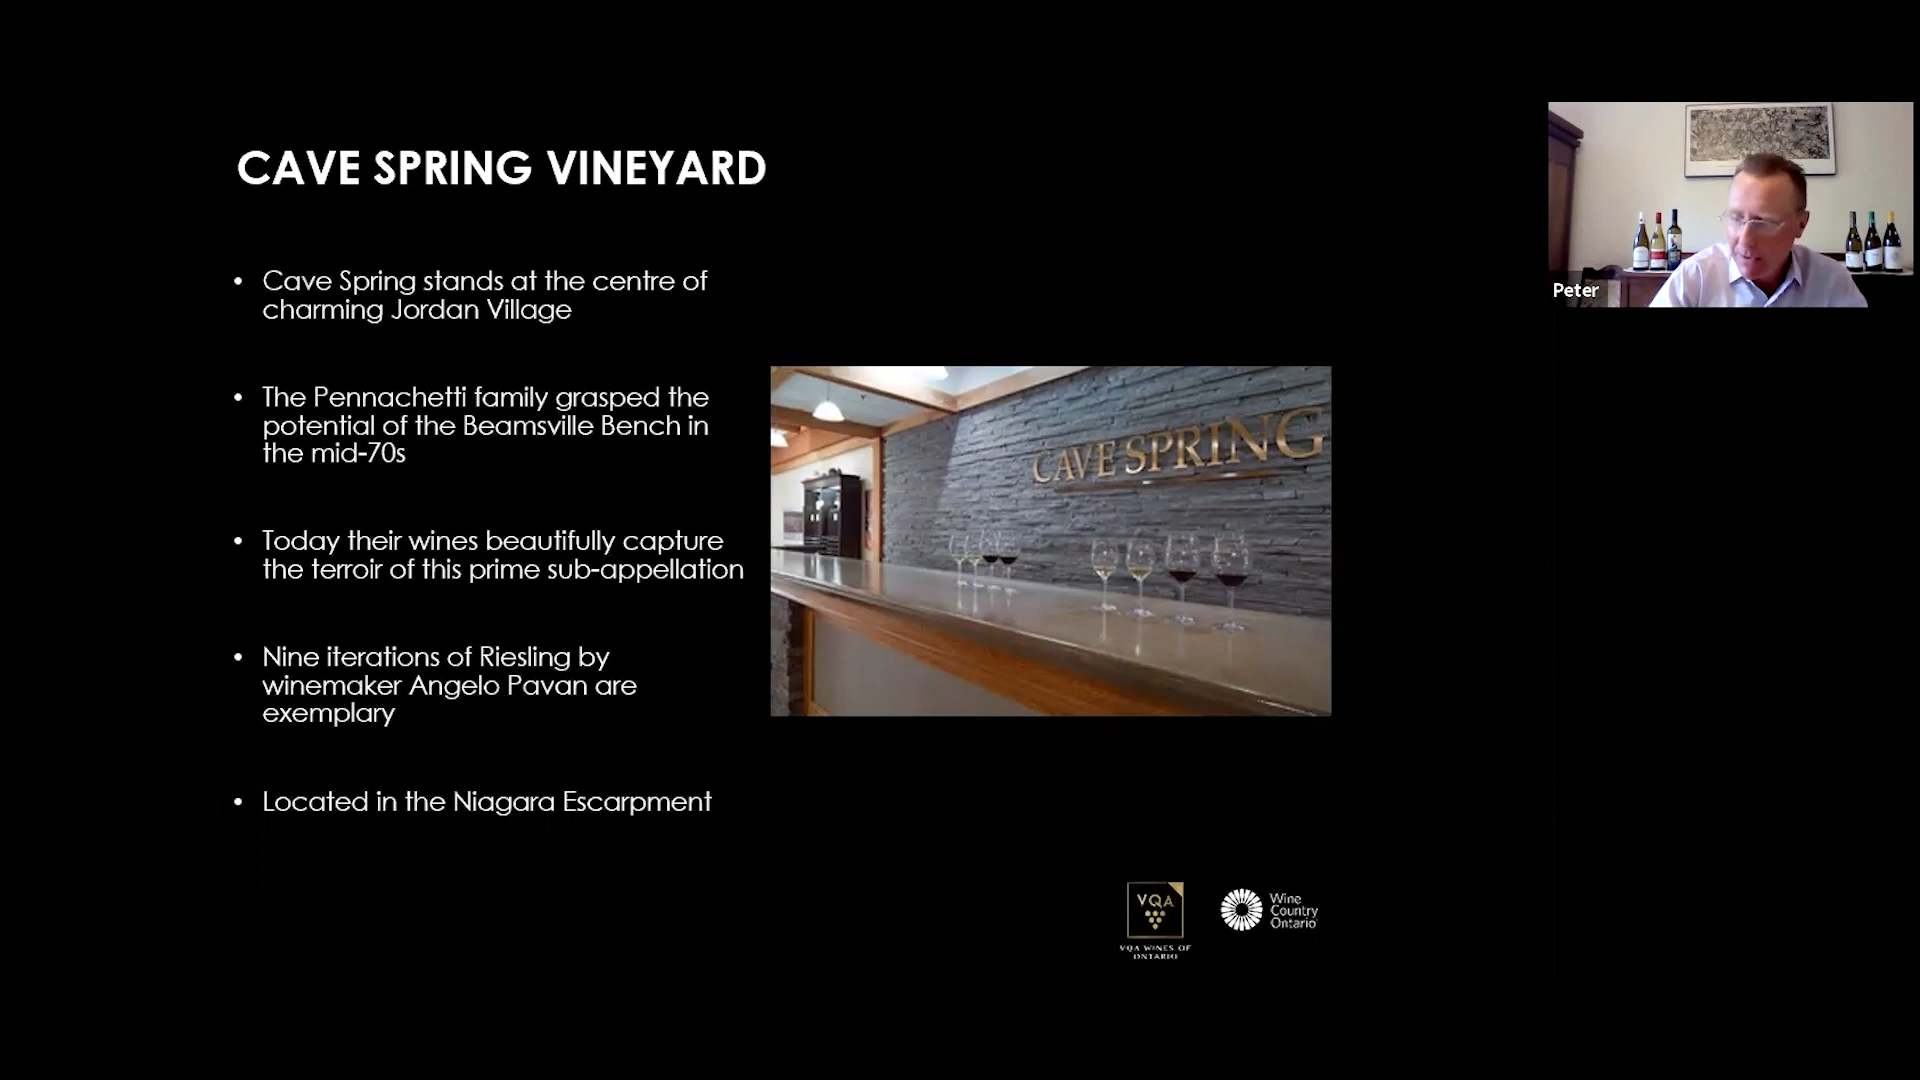 CAVE SPRING VINEYARD
• Cave Spring stands at the centre of
charming Jordan Village
• The Pennachetti family grasped the
potential of the Beamsville Bench in
the mid-70s
• Today their wines beautifully capture
the terroir of this prime sub-appellation
• Nine iterations of Riesling by
winemaker Angelo Pavan are
exemplary
• Located in the Niagara Escarpment
CAVE SPRING
Peter
VQA
VQA WINES OF
ONTARIO
Wine
Country
Ontario